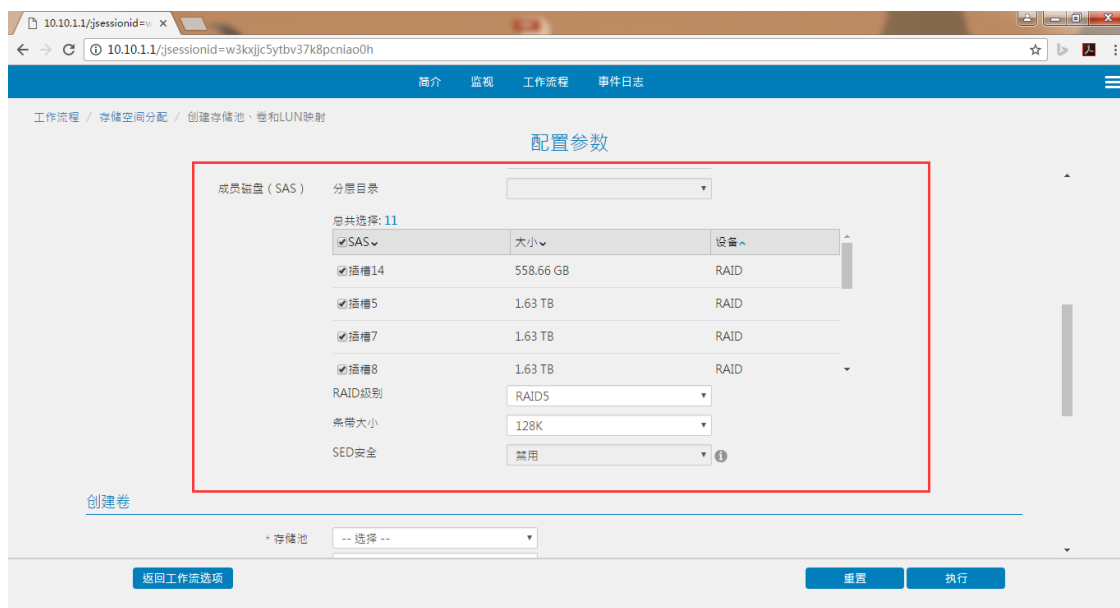 10.10.1.1/;jsessionid=w
10.10.1.1/;jsessionid=w3kxjjc5ytbv37k8pcniao0h
简介 监视 工作流程 事件日志
工作流程 / 存储空间分配 / 创建存储池、卷和LUN映射
配置参数
成员磁盘（SAS） 分层目录
总共选择: 11
SAS 大小 设备
插槽14 558.66 GB RAID
插槽5 1.63 TB RAID
插槽7 1.63 TB RAID
插槽8 1.63 TB RAID
RAID级别 RAID5
条带大小 128K
SED安全 禁用
创建卷
* 存储池 -- 选择 --
返回工作流选项 重置 执行